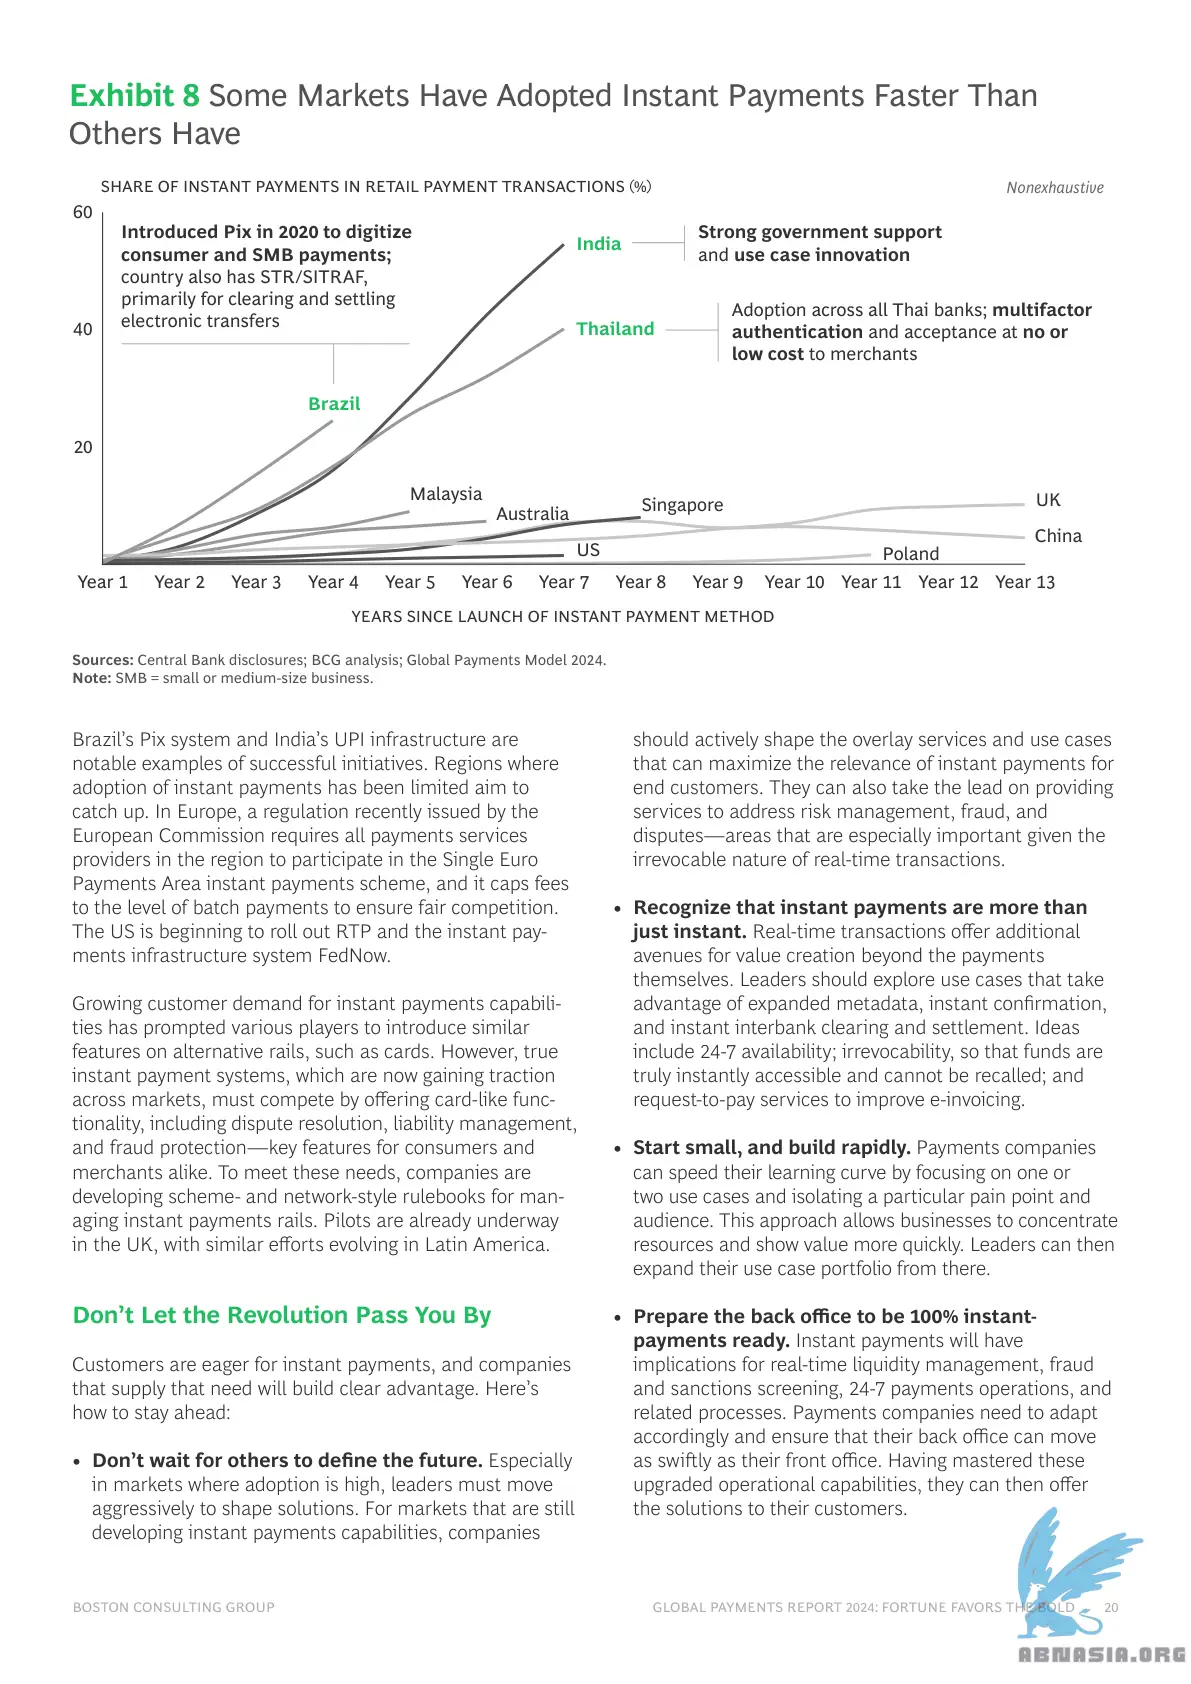 Exhibit 8 Some Markets Have Adopted Instant Payments Faster Than
Others Have
SHARE OF INSTANT PAYMENTS IN RETAIL PAYMENT TRANSACTIONS (%)
Nonexhaustive
60
40
20
Introduced Pix in 2020 to digitize
consumer and SMB payments;
country also has STR/SITRAF,
primarily for clearing and settling
electronic transfers
Brazil
India
Strong government support
and use case innovation
Thailand
Adoption across all Thai banks; multifactor
authentication and acceptance at no or
low cost to merchants
Malaysia
Australia
Singapore
US
UK
China
Poland
Year 1 Year 2 Year 3 Year 4 Year 5 Year 6 Year 7 Year 8 Year 9 Year 10 Year 11 Year 12 Year 13
YEARS SINCE LAUNCH OF INSTANT PAYMENT METHOD
Sources: Central Bank disclosures; BCG analysis; Global Payments Model 2024.
Note: SMB = small or medium-size business.
Brazil’s Pix system and India’s UPI infrastructure are
notable examples of successful initiatives. Regions where
adoption of instant payments has been limited aim to
catch up. In Europe, a regulation recently issued by the
European Commission requires all payments services
providers in the region to participate in the Single Euro
Payments Area instant payments scheme, and it caps fees
to the level of batch payments to ensure fair competition.
The US is beginning to roll out RTP and the instant pay-
ments infrastructure system FedNow.
Growing customer demand for instant payments capabili-
ties has prompted various players to introduce similar
features on alternative rails, such as cards. However, true
instant payment systems, which are now gaining traction
across markets, must compete by offering card-like func-
tionality, including dispute resolution, liability management,
and fraud protection—key features for consumers and
merchants alike. To meet these needs, companies are
developing scheme- and network-style rulebooks for man-
aging instant payments rails. Pilots are already underway
in the UK, with similar efforts evolving in Latin America.
Don’t Let the Revolution Pass You By
Customers are eager for instant payments, and companies
that supply that need will build clear advantage. Here’s
how to stay ahead:
• Don’t wait for others to define the future. Especially
in markets where adoption is high, leaders must move
aggressively to shape solutions. For markets that are still
developing instant payments capabilities, companies
should actively shape the overlay services and use cases
that can maximize the relevance of instant payments for
end customers. They can also take the lead on providing
services to address risk management, fraud, and
disputes—areas that are especially important given the
irrevocable nature of real-time transactions.
• Recognize that instant payments are more than
just instant. Real-time transactions offer additional
avenues for value creation beyond the payments
themselves. Leaders should explore use cases that take
advantage of expanded metadata, instant confirmation,
and instant interbank clearing and settlement. Ideas
include 24-7 availability; irrevocability, so that funds are
truly instantly accessible and cannot be recalled; and
request-to-pay services to improve e-invoicing.
• Start small, and build rapidly. Payments companies
can speed their learning curve by focusing on one or
two use cases and isolating a particular pain point and
audience. This approach allows businesses to concentrate
resources and show value more quickly. Leaders can then
expand their use case portfolio from there.
• Prepare the back office to be 100% instant-
payments ready. Instant payments will have
implications for real-time liquidity management, fraud
and sanctions screening, 24-7 payments operations, and
related processes. Payments companies need to adapt
accordingly and ensure that their back office can move
as swiftly as their front office. Having mastered these
upgraded operational capabilities, they can then offer
the solutions to their customers.
BOSTON CONSULTING GROUP
GLOBAL PAYMENTS REPORT 2024: FORTUNE FAVORS THE BOLD 20
ABNASIA.ORG